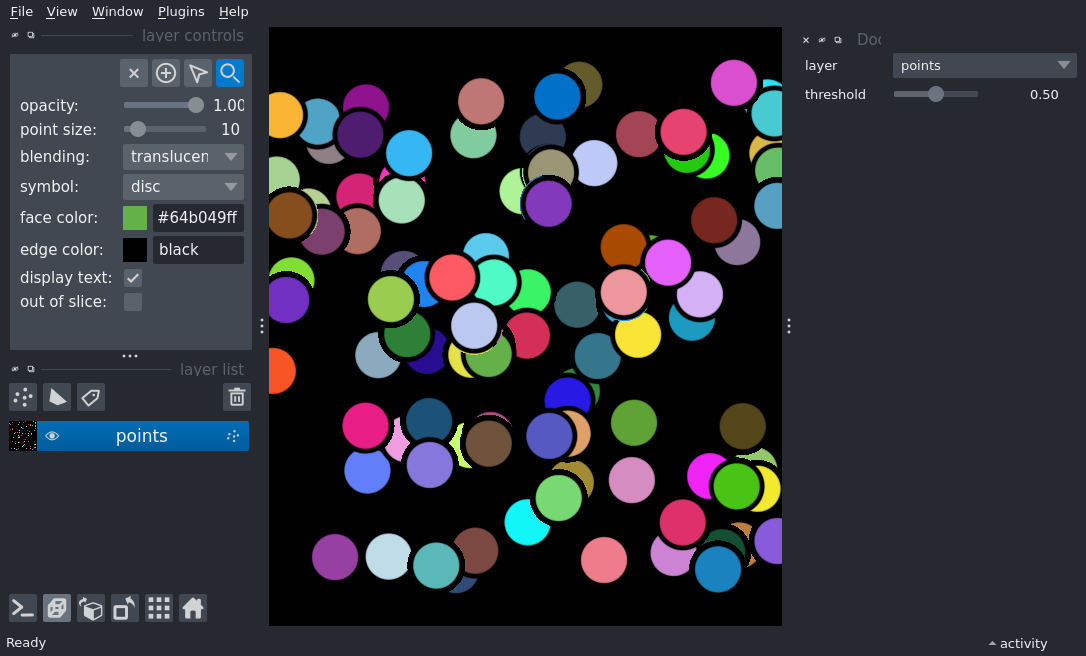 File View Window Plugins Help
layer controls
opacity: 1.00
point size: 10
blending: translucen
symbol: disc
face color: #64b049ff
edge color: black
display text:
out of slice:
layer list
points
Ready
Doc
layer points
threshold 0.50
activity